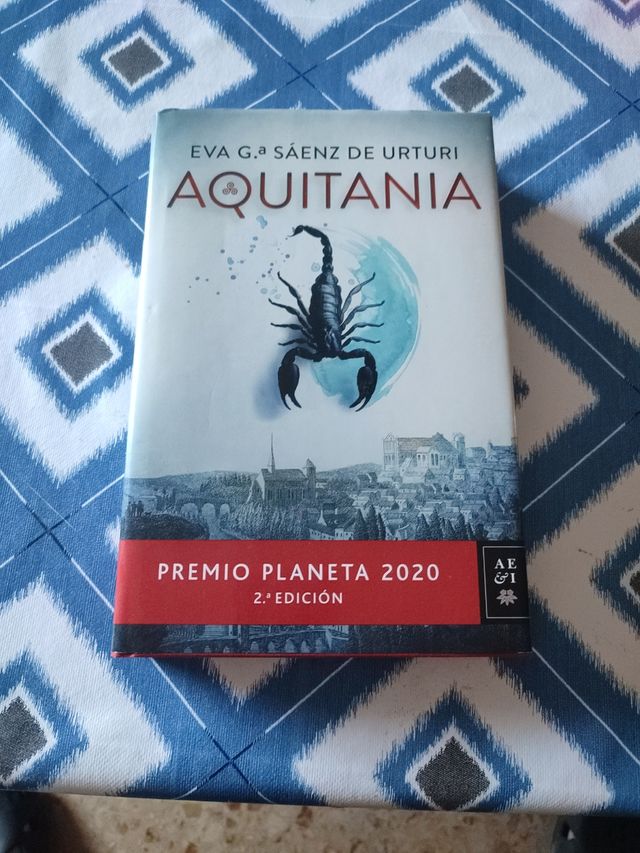 EVA G.ª SÁENZ DE URTURI
AQUITANIA
PREMIO PLANETA 2020
2.ª EDICIÓN
AE
&I